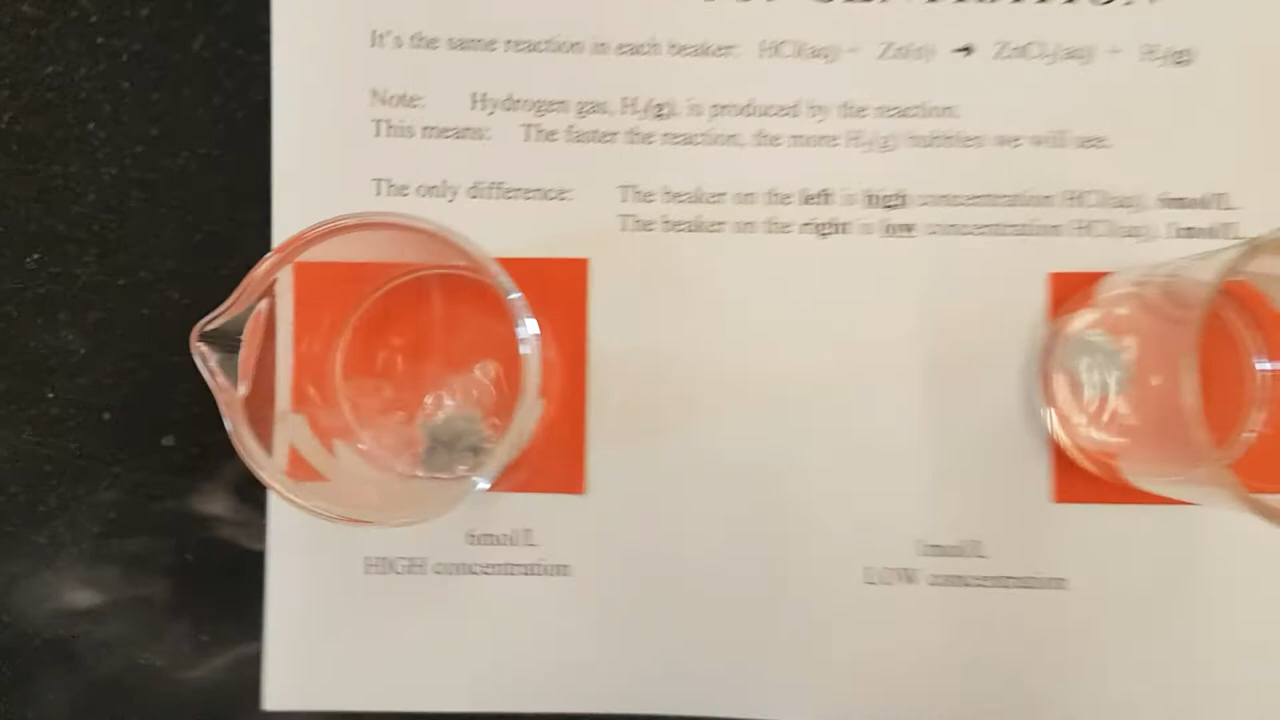 CENTRATION
It's the same reaction in each beaker: HCl(aq) + Zn(s) → ZnCl₂(aq) + H₂(g)
Note: Hydrogen gas, H₂(g), is produced by the reaction.
This means: The faster the reaction, the more H₂(g) bubbles we will see.
The only difference: The beaker on the left is high concentration HCl(aq), 6mol/L.
The beaker on the right is low concentration HCl(aq), 1mol/L.
6mol/L
HIGH concentration
1mol/L
LOW concentration